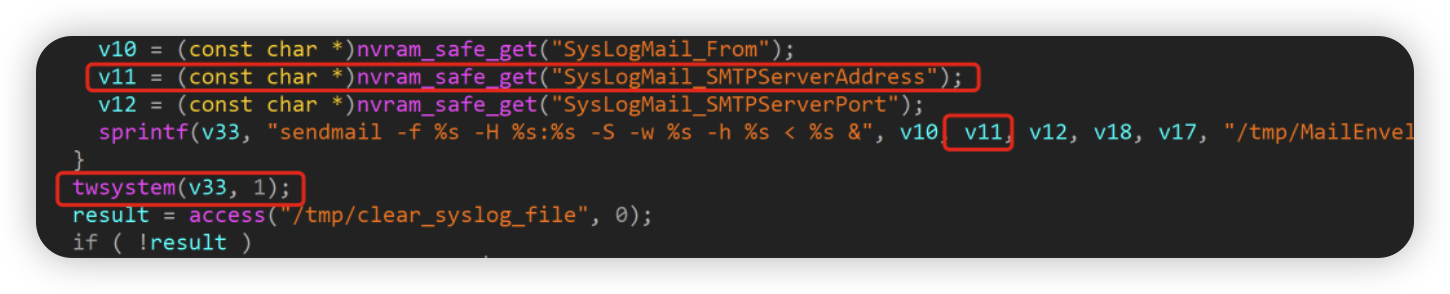 v10 = (const char *)nvram_safe_get("SysLogMail_From");
v11 = (const char *)nvram_safe_get("SysLogMail_SMTPServerAddress");
v12 = (const char *)nvram_safe_get("SysLogMail_SMTPServerPort");
sprintf(v33, "sendmail -f %s -H %s:%s -S -w %s -h %s < %s &", v10, v11, v12, v18, v17, "/tmp/MailEnvel
}
twsystem(v33, 1);
result = access("/tmp/clear_syslog_file", 0);
if ( !result )